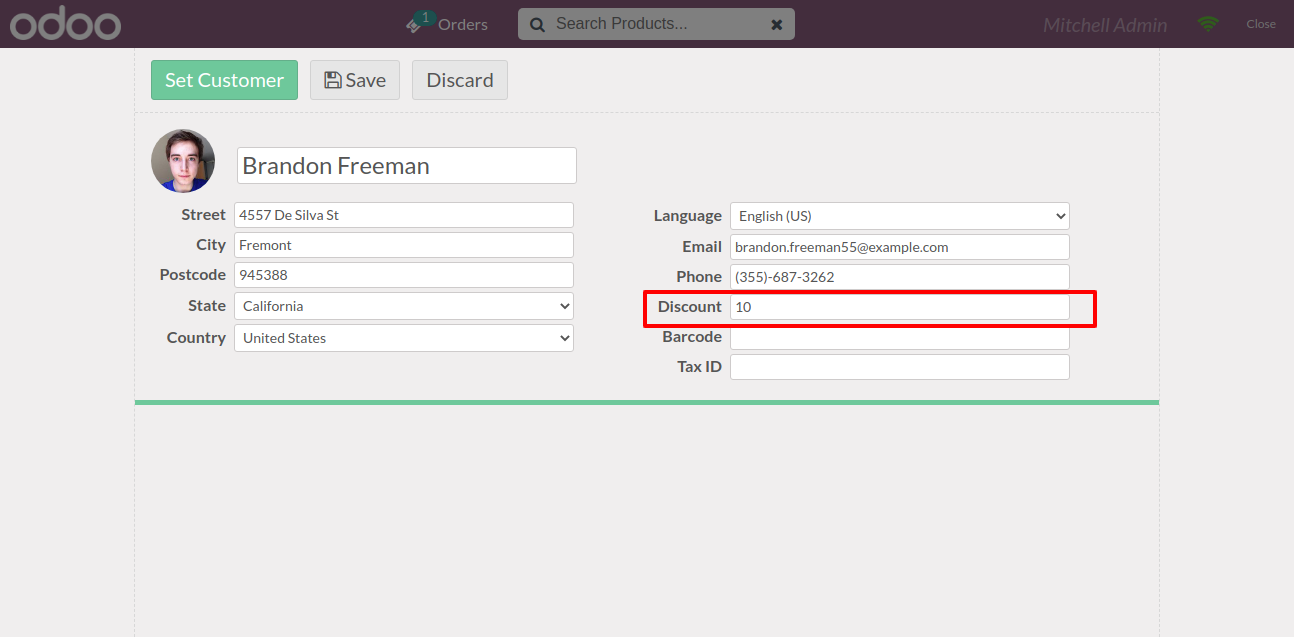 odoo
1 Orders
Search Products...
Mitchell Admin
Close
Set Customer
Save
Discard
Brandon Freeman
Street 4557 De Silva St
City Fremont
Postcode 945388
State California
Country United States
Language English (US)
Email brandon.freeman55@example.com
Phone (355)-687-3262
Discount 10
Barcode
Tax ID